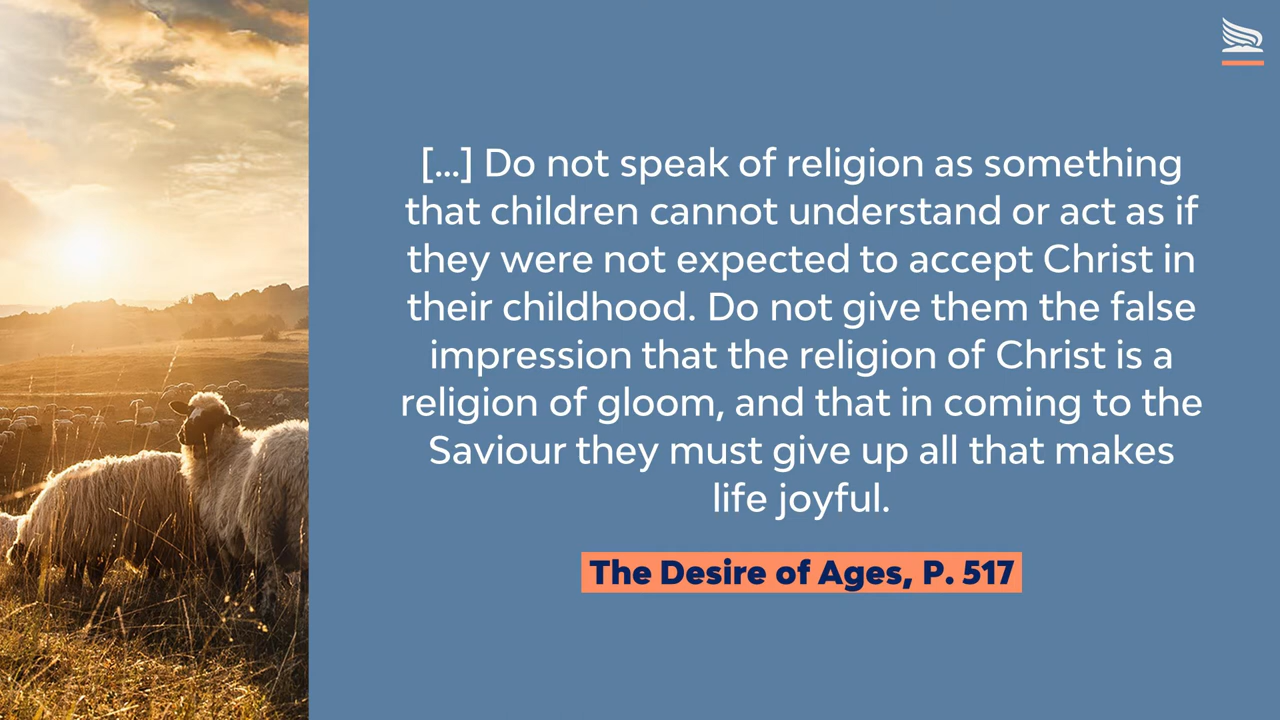 [...] Do not speak of religion as something
that children cannot understand or act as if
they were not expected to accept Christ in
their childhood. Do not give them the false
impression that the religion of Christ is a
religion of gloom, and that in coming to the
Saviour they must give up all that makes
life joyful.
The Desire of Ages, P. 517